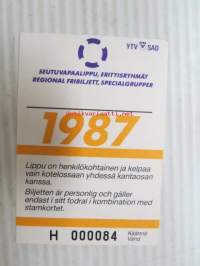 YTV SAD
SEUTUVAPAALIPPU, ERITYISRYHMÄT
REGIONAL FRIBILJETT, SPECIALGRUPPER
1987
Lippu on henkilökohtainen ja kelpaa
vain kotelossaan yhdessä kantaosan
kanssa.
Biljetten är personlig och gäller
endast i sitt fodral i kombination med
stamkortet.
H 000084
Käännä
Vänd